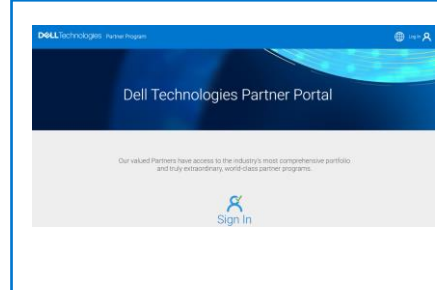 DELLTechnologies Partner Program
Log In
Dell Technologies Partner Portal
Our valued Partners have access to the industry's most comprehensive portfolio
and truly extraordinary, world-class partner programs.
Sign In